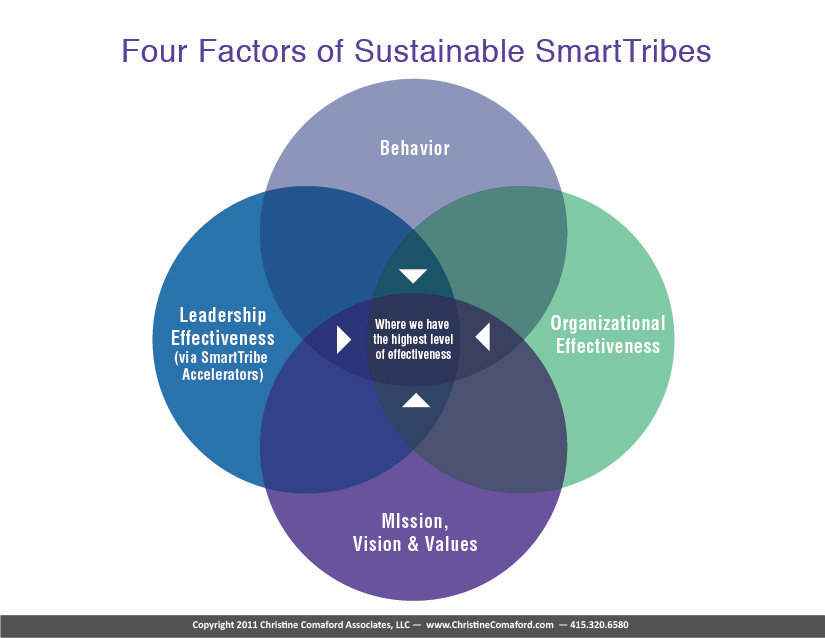 Four Factors of Sustainable SmartTribes
Behavior
Leadership
Effectiveness
(via SmartTribe
Accelerators)
Where we have
the highest level
of effectiveness
Organizational
Effectiveness
MIssion,
Vision & Values
Copyright 2011 Christine Comaford Associates, LLC — www.ChristineComaford.com — 415.320.6580